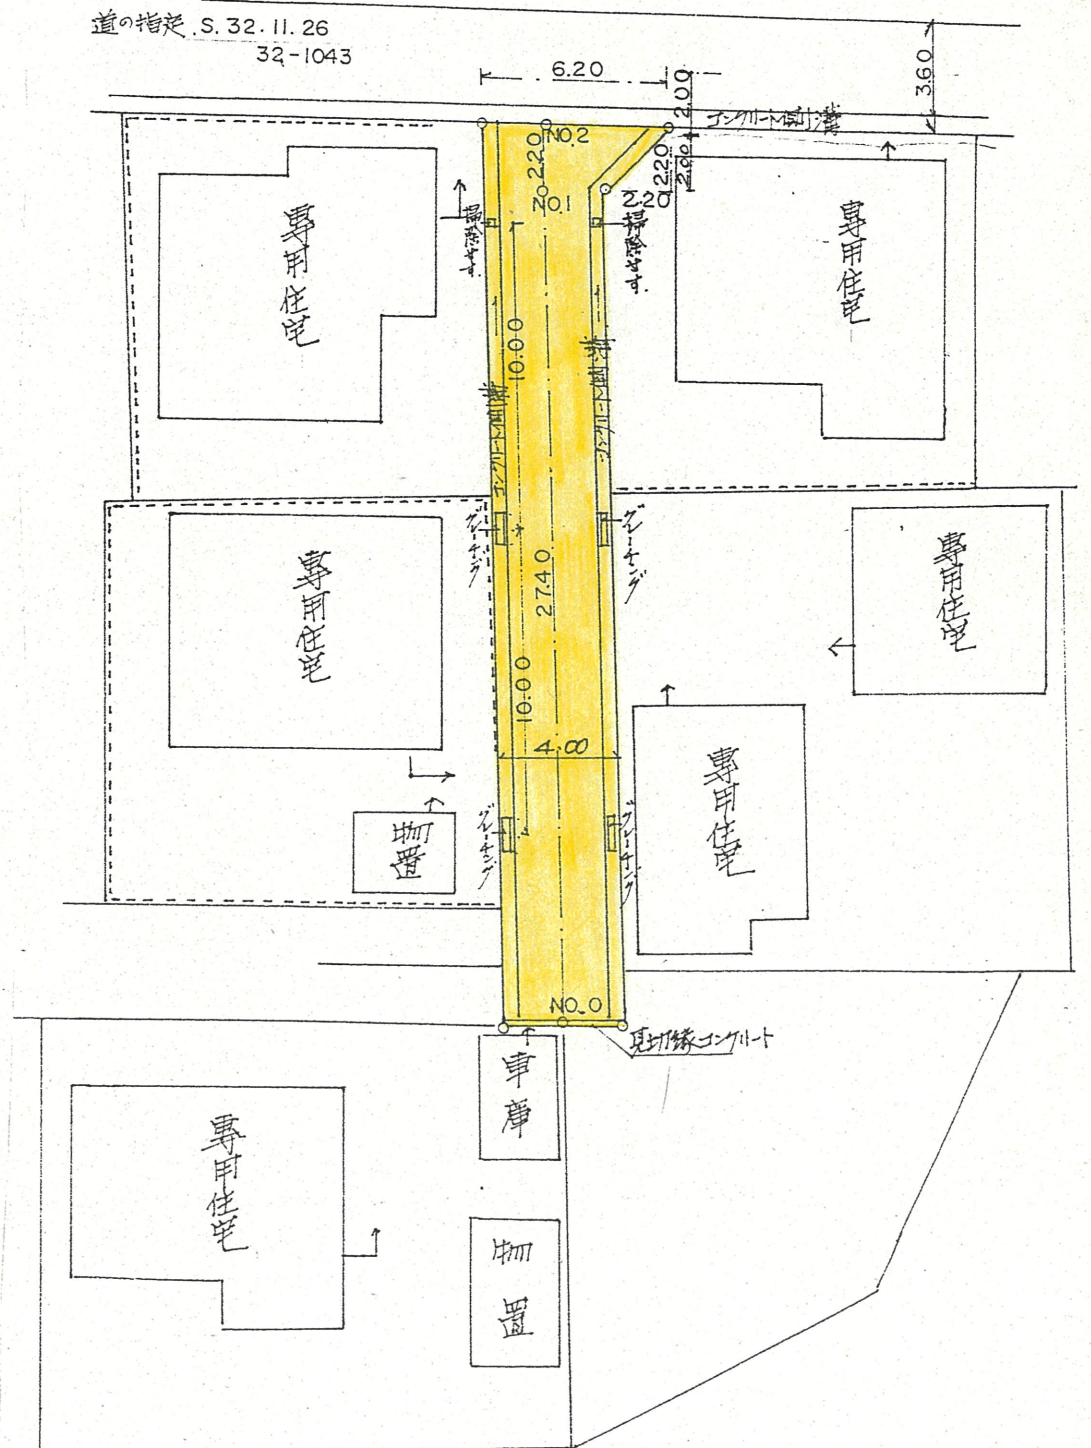 道の指定 S. 32. 11. 26
32-1043
6.20
2.00
3.60
コンクリート側溝
NO.2
2.20
2.20
2.00
NO.1
2.20
掃除ます
掃除ます
専用住宅
専用住宅
10.00
コンクリート側溝
コンクリート側溝
グレーチング
グレーチング
27.40
専用住宅
専用住宅
10.00
4.00
専用住宅
物置
グレーチング
グレーチング
NO.0
見切縁コンクリート
車庫
専用住宅
物置